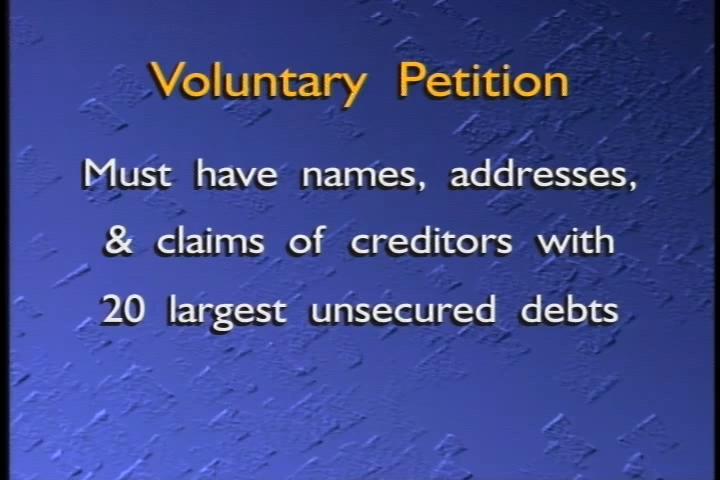 Voluntary Petition
Must have names, addresses,
& claims of creditors with
20 largest unsecured debts